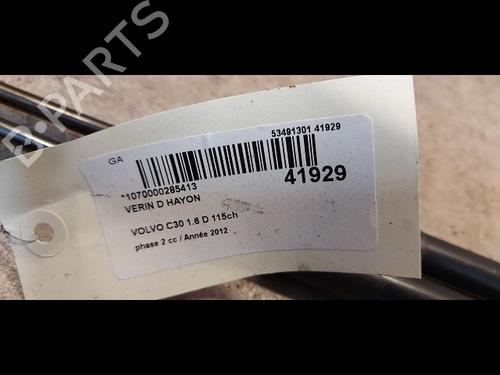 B-PARTS
GA
53491301 41929
*1070000285413
41929
VERIN D HAYON
VOLVO C30 1.6 D 115ch
phase 2 cc / Année 2012